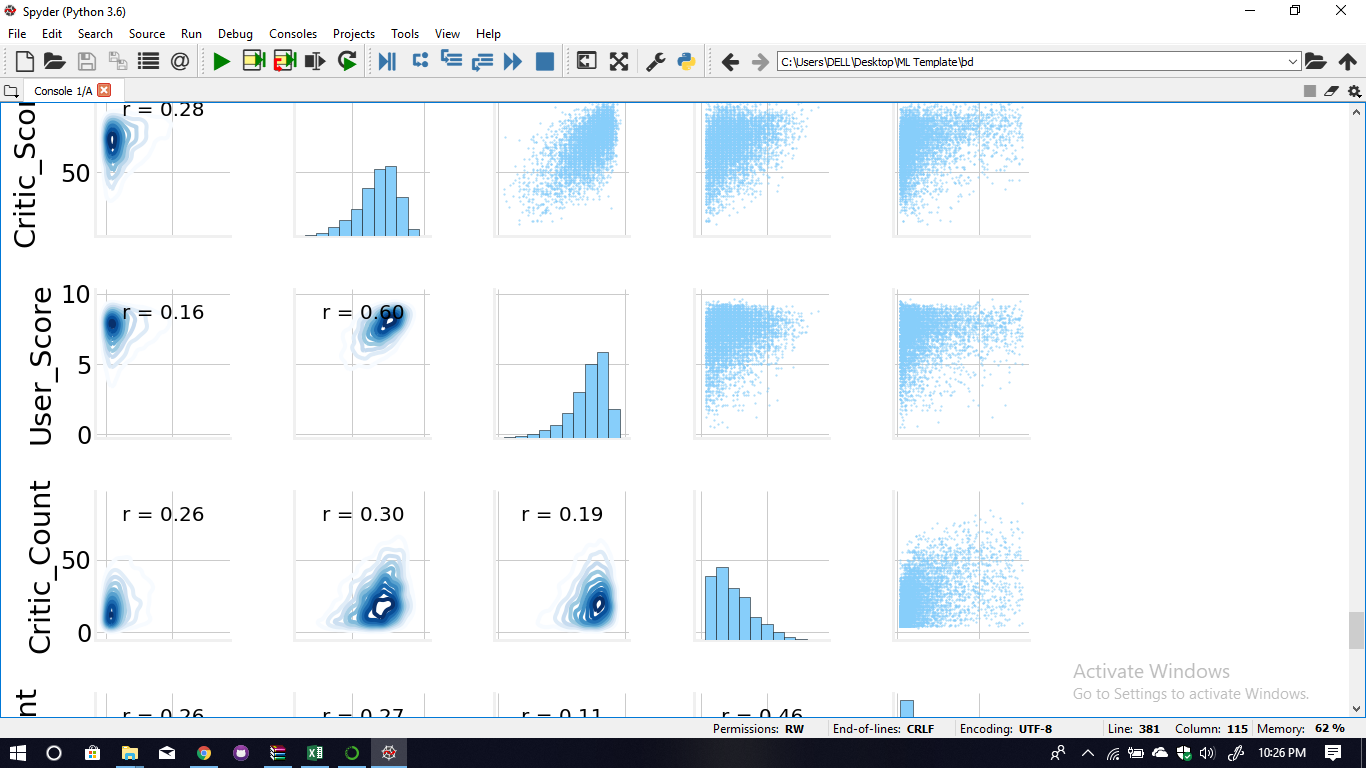 Spyder (Python 3.6)
File Edit Search Source Run Debug Consoles Projects Tools View Help
C:\Users\DELL\Desktop\ML Template\bd
Console 1/A
Critic_Scor
50
r = 0.28
User_Score
10
5
0
r = 0.16
r = 0.60
Critic_Count
50
0
r = 0.26
r = 0.30
r = 0.19
nt
r = 0.26
r = 0.27
r = 0.11
r = 0.46
Activate Windows
Go to Settings to activate Windows.
Permissions: RW End-of-lines: CRLF Encoding: UTF-8 Line: 381 Column: 115 Memory: 62 %
10:26 PM